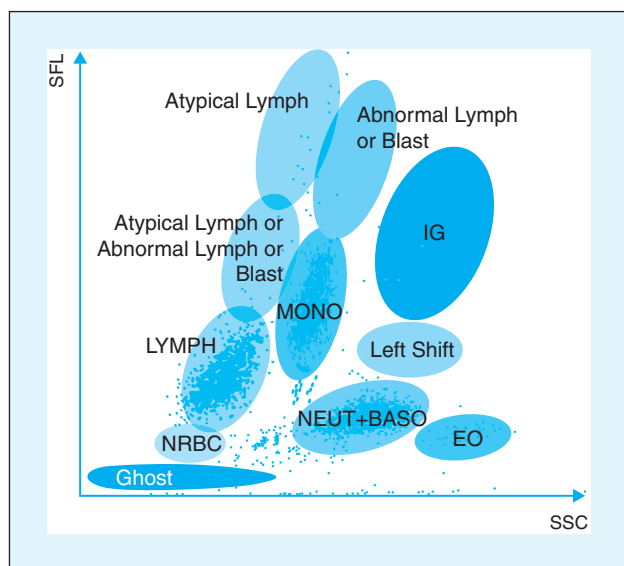 SFL
Atypical Lymph
Abnormal Lymph
or Blast
Atypical Lymph or
Abnormal Lymph or
Blast
IG
MONO
LYMPH
Left Shift
NEUT+BASO
EO
NRBC
Ghost
SSC